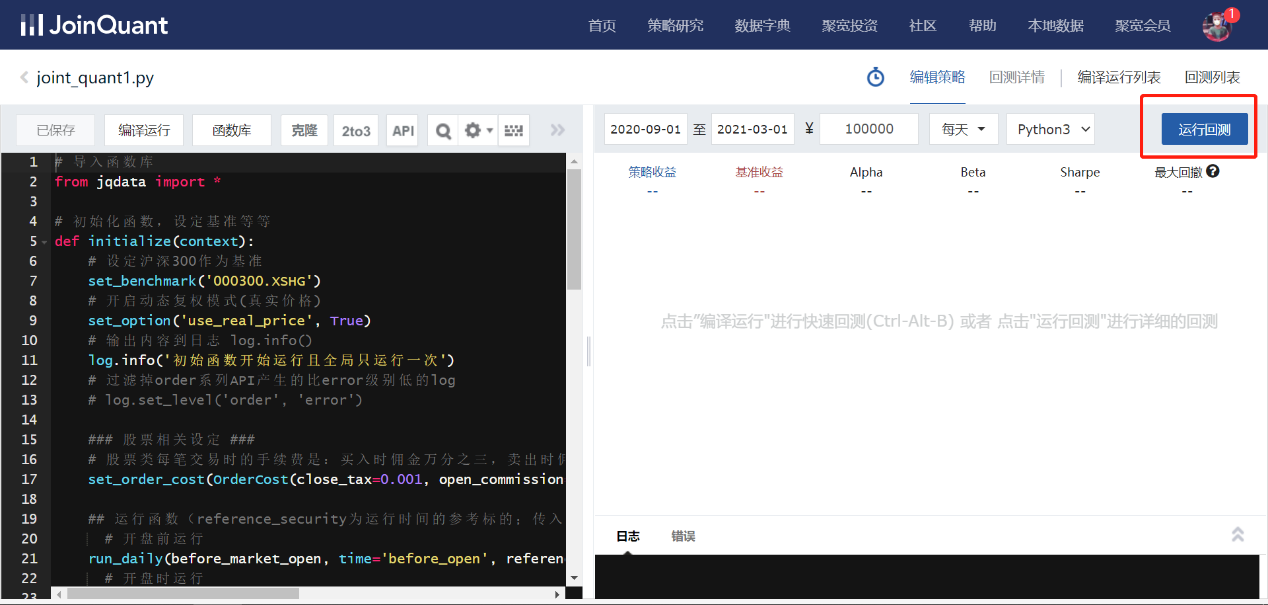 JoinQuant 首页 策略研究 数据字典 聚宽投资 社区 帮助 本地数据 聚宽会员 1
joint_quant1.py 编辑策略 回测详情 编译运行列表 回测列表
已保存 编译运行 函数库 克隆 2to3 API 2020-09-01 至 2021-03-01 ¥ 100000 每天 Python3 运行回测
策略收益 基准收益 Alpha Beta Sharpe 最大回撤
-- -- -- -- -- --
1 # 导入函数库
2 from jqdata import *
3
4 # 初始化函数，设定基准等等
5 def initialize(context):
6 # 设定沪深300作为基准
7 set_benchmark('000300.XSHG')
8 # 开启动态复权模式(真实价格)
9 set_option('use_real_price', True)
10 # 输出内容到日志 log.info()
11 log.info('初始函数开始运行且全局只运行一次')
12 # 过滤掉order系列API产生的比error级别低的log
13 # log.set_level('order', 'error')
14
15 ### 股票相关设定 ###
16 # 股票类每笔交易时的手续费是：买入时佣金万分之三，卖出时佣
17 set_order_cost(OrderCost(close_tax=0.001, open_commission
18
19 ## 运行函数（reference_security为运行时间的参考标的；传入
20 # 开盘前运行
21 run_daily(before_market_open, time='before_open', referen
22 # 开盘时运行
23
点击"编译运行"进行快速回测(Ctrl-Alt-B) 或者 点击"运行回测"进行详细的回测
日志 错误